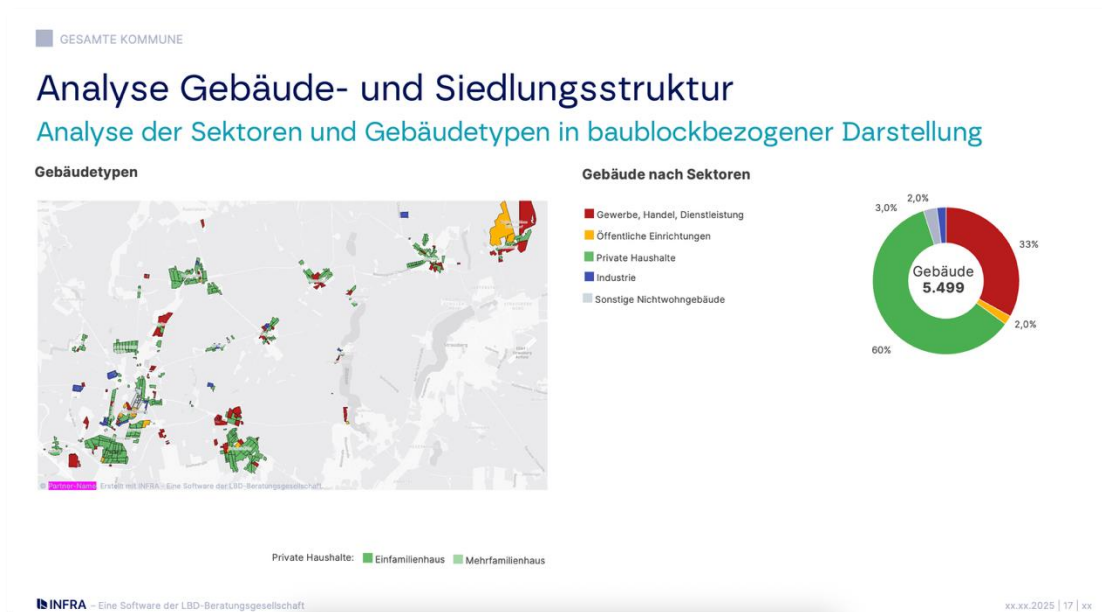 GESAMTE KOMMUNE
Analyse Gebäude- und Siedlungsstruktur
Analyse der Sektoren und Gebäudetypen in baublockbezogener Darstellung
Gebäudetypen
© Partner-Name, Erstellt mit INFRA - Eine Software der LBD-Beratungsgesellschaft
Private Haushalte: Einfamilienhaus Mehrfamilienhaus
Gebäude nach Sektoren
Gewerbe, Handel, Dienstleistung
Öffentliche Einrichtungen
Private Haushalte
Industrie
Sonstige Nichtwohngebäude
2,0%
3,0%
33%
Gebäude
5.499
2,0%
60%
INFRA – Eine Software der LBD-Beratungsgesellschaft
xx.xx.2025 | 17 | xx